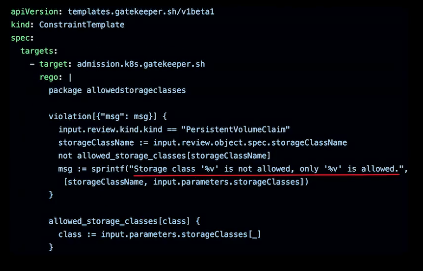 apiVersion: templates.gatekeeper.sh/v1beta1
kind: ConstraintTemplate
spec:
  targets:
    - target: admission.k8s.gatekeeper.sh
      rego: |
        package allowedstorageclasses

        violation[{"msg": msg}] {
          input.review.kind.kind == "PersistentVolumeClaim"
          storageClassName := input.review.object.spec.storageClassName
          not allowed_storage_classes[storageClassName]
          msg := sprintf("Storage class '%v' is not allowed, only '%v' is allowed.",
           [storageClassName, input.parameters.storageClasses])
        }

        allowed_storage_classes[class] {
          class := input.parameters.storageClasses[_]
        }